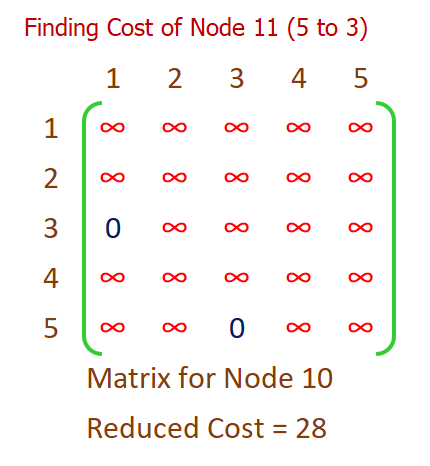 Finding Cost of Node 11 (5 to 3)
1 2 3 4 5
1 ∞ ∞ ∞ ∞ ∞
2 ∞ ∞ ∞ ∞ ∞
3 0 ∞ ∞ ∞ ∞
4 ∞ ∞ ∞ ∞ ∞
5 ∞ ∞ 0 ∞ ∞
Matrix for Node 10
Reduced Cost = 28